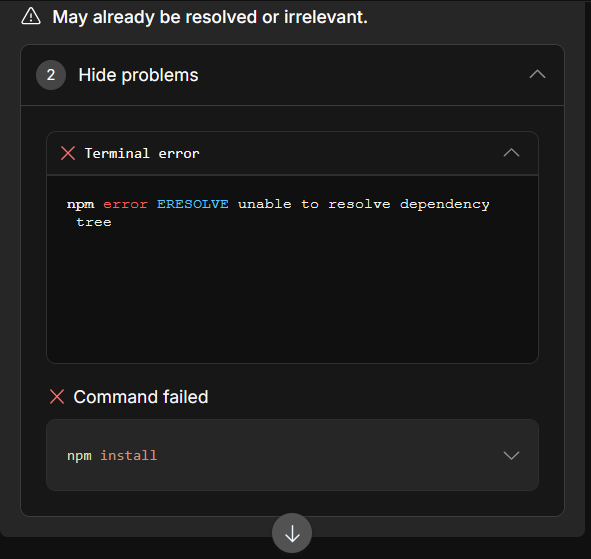 May already be resolved or irrelevant.
2 Hide problems
Terminal error
npm error ERESOLVE unable to resolve dependency
tree
Command failed
npm install